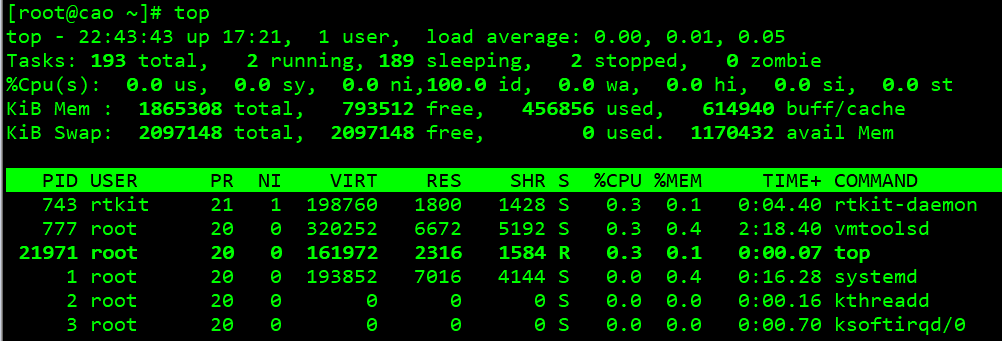 [root@cao ~]# top
top - 22:43:43 up 17:21,  1 user,  load average: 0.00, 0.01, 0.05
Tasks: 193 total,   2 running, 189 sleeping,   2 stopped,   0 zombie
%Cpu(s):  0.0 us,  0.0 sy,  0.0 ni,100.0 id,  0.0 wa,  0.0 hi,  0.0 si,  0.0 st
KiB Mem :  1865308 total,   793512 free,   456856 used,   614940 buff/cache
KiB Swap:  2097148 total,  2097148 free,        0 used.  1170432 avail Mem
   PID USER      PR  NI    VIRT    RES    SHR S  %CPU %MEM     TIME+ COMMAND
   743 rtkit     21   1  198760   1800   1428 S   0.3  0.1   0:04.40 rtkit-daemon
   777 root      20   0  320252   6672   5192 S   0.3  0.4   2:18.40 vmtoolsd
 21971 root      20   0  161972   2316   1584 R   0.3  0.1   0:00.07 top
     1 root      20   0  193852   7016   4144 S   0.0  0.4   0:16.28 systemd
     2 root      20   0       0      0      0 S   0.0  0.0   0:00.16 kthreadd
     3 root      20   0       0      0      0 S   0.0  0.0   0:00.70 ksoftirqd/0